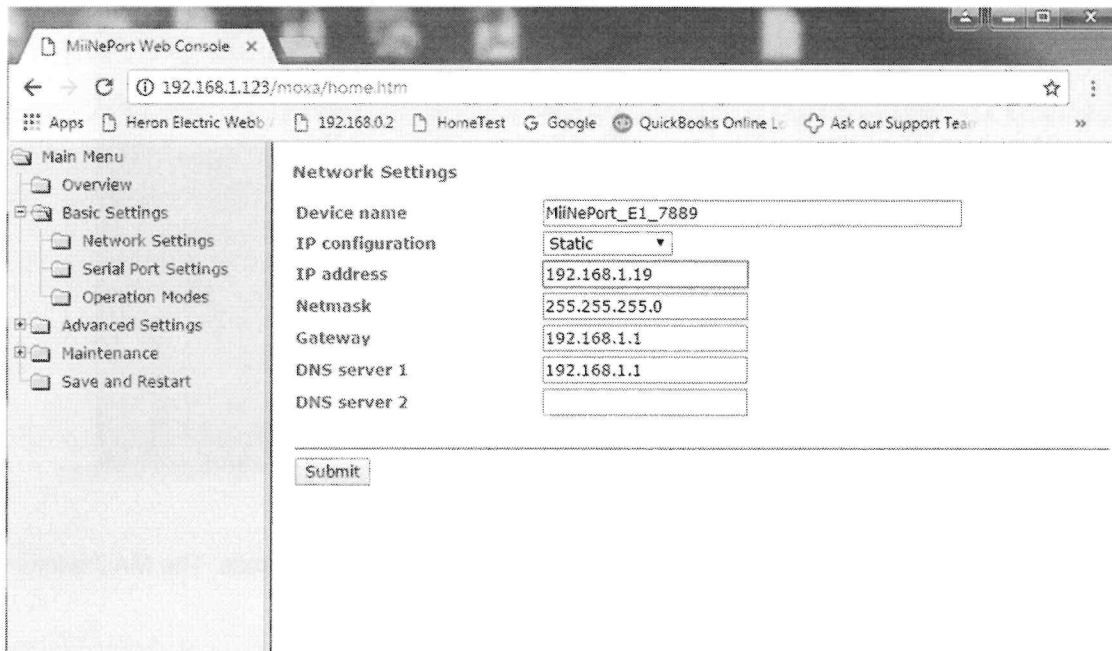 MiiNePort Web Console
192.168.1.123/moxa/home.htm
Apps Heron Electric Webb 192.168.0.2 HomeTest Google QuickBooks Online Lo Ask our Support Team »
Main Menu
Overview
Basic Settings
Network Settings
Serial Port Settings
Operation Modes
Advanced Settings
Maintenance
Save and Restart
Network Settings
Device name MiiNePort_E1_7889
IP configuration Static
IP address 192.168.1.19
Netmask 255.255.255.0
Gateway 192.168.1.1
DNS server 1 192.168.1.1
DNS server 2
Submit